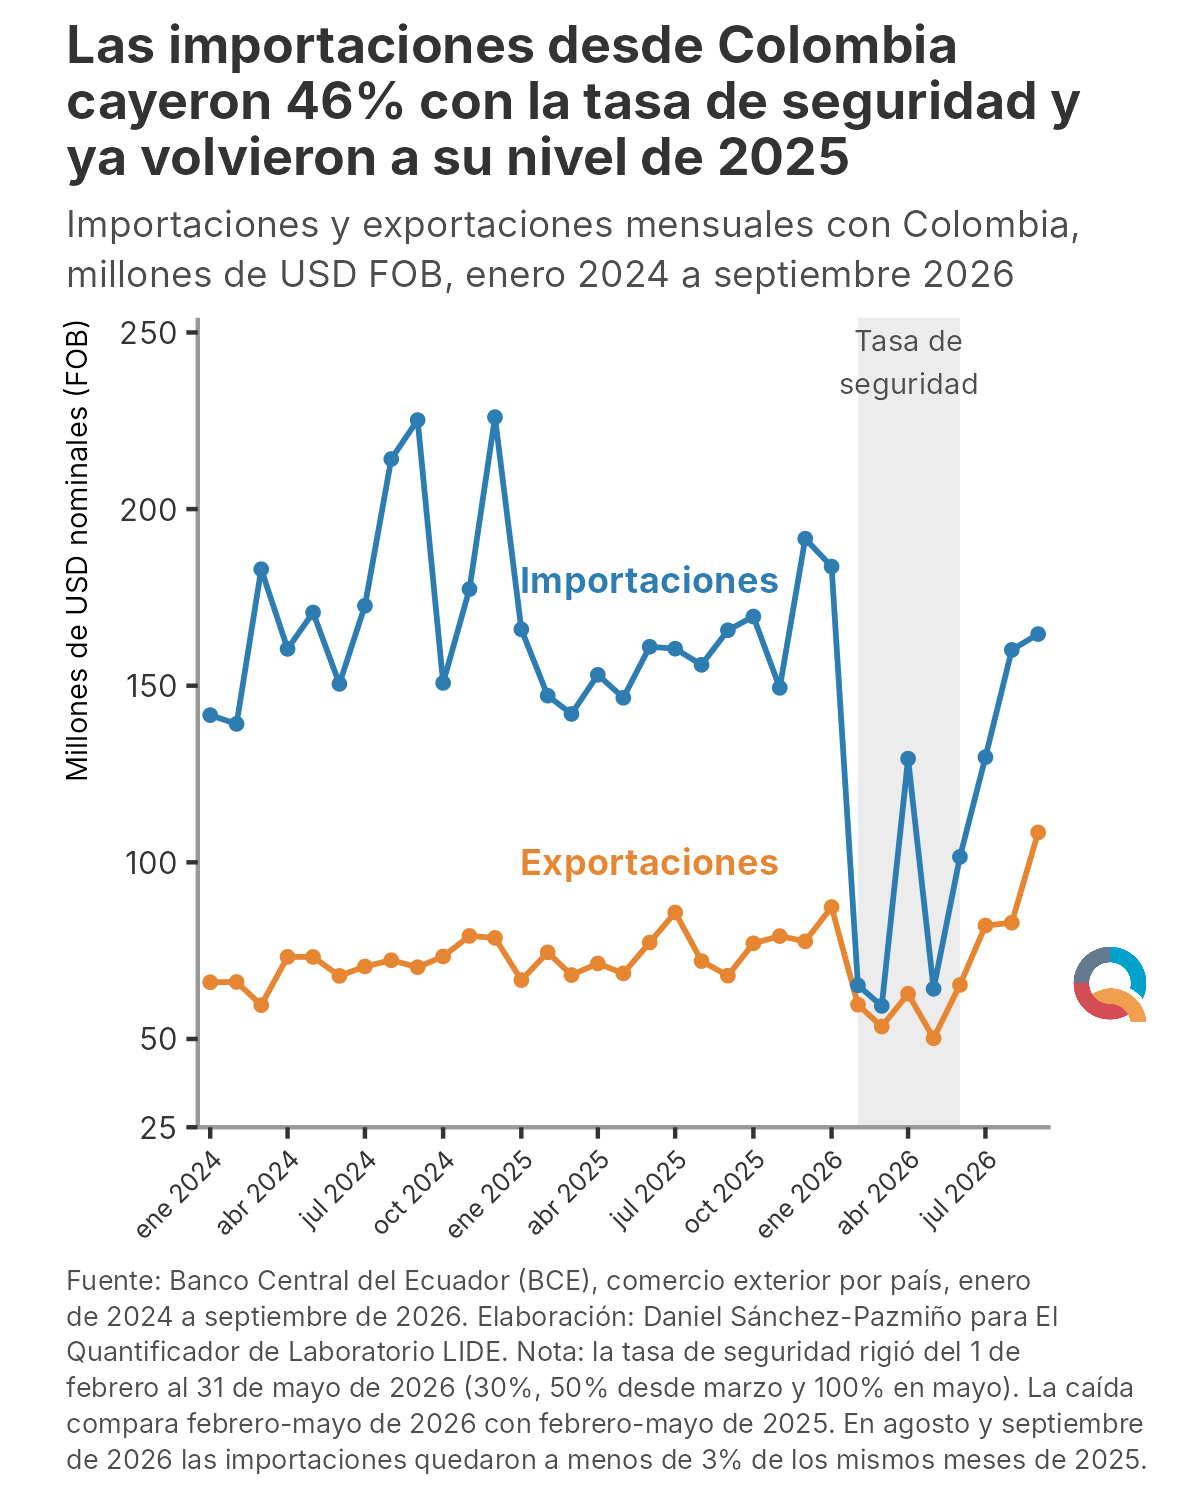 Las importaciones desde Colombia
cayeron 46% con la tasa de seguridad y
ya volvieron a su nivel de 2025
Importaciones y exportaciones mensuales con Colombia,
millones de USD FOB, enero 2024 a septiembre 2026
Millones de USD nominales (FOB)
250
200
150
100
50
25
Tasa de
seguridad
Importaciones
Exportaciones
ene 2024
abr 2024
jul 2024
oct 2024
ene 2025
abr 2025
jul 2025
oct 2025
ene 2026
abr 2026
jul 2026
Fuente: Banco Central del Ecuador (BCE), comercio exterior por país, enero
de 2024 a septiembre de 2026. Elaboración: Daniel Sánchez-Pazmiño para El
Quantificador de Laboratorio LIDE. Nota: la tasa de seguridad rigió del 1 de
febrero al 31 de mayo de 2026 (30%, 50% desde marzo y 100% en mayo). La caída
compara febrero-mayo de 2026 con febrero-mayo de 2025. En agosto y septiembre
de 2026 las importaciones quedaron a menos de 3% de los mismos meses de 2025.